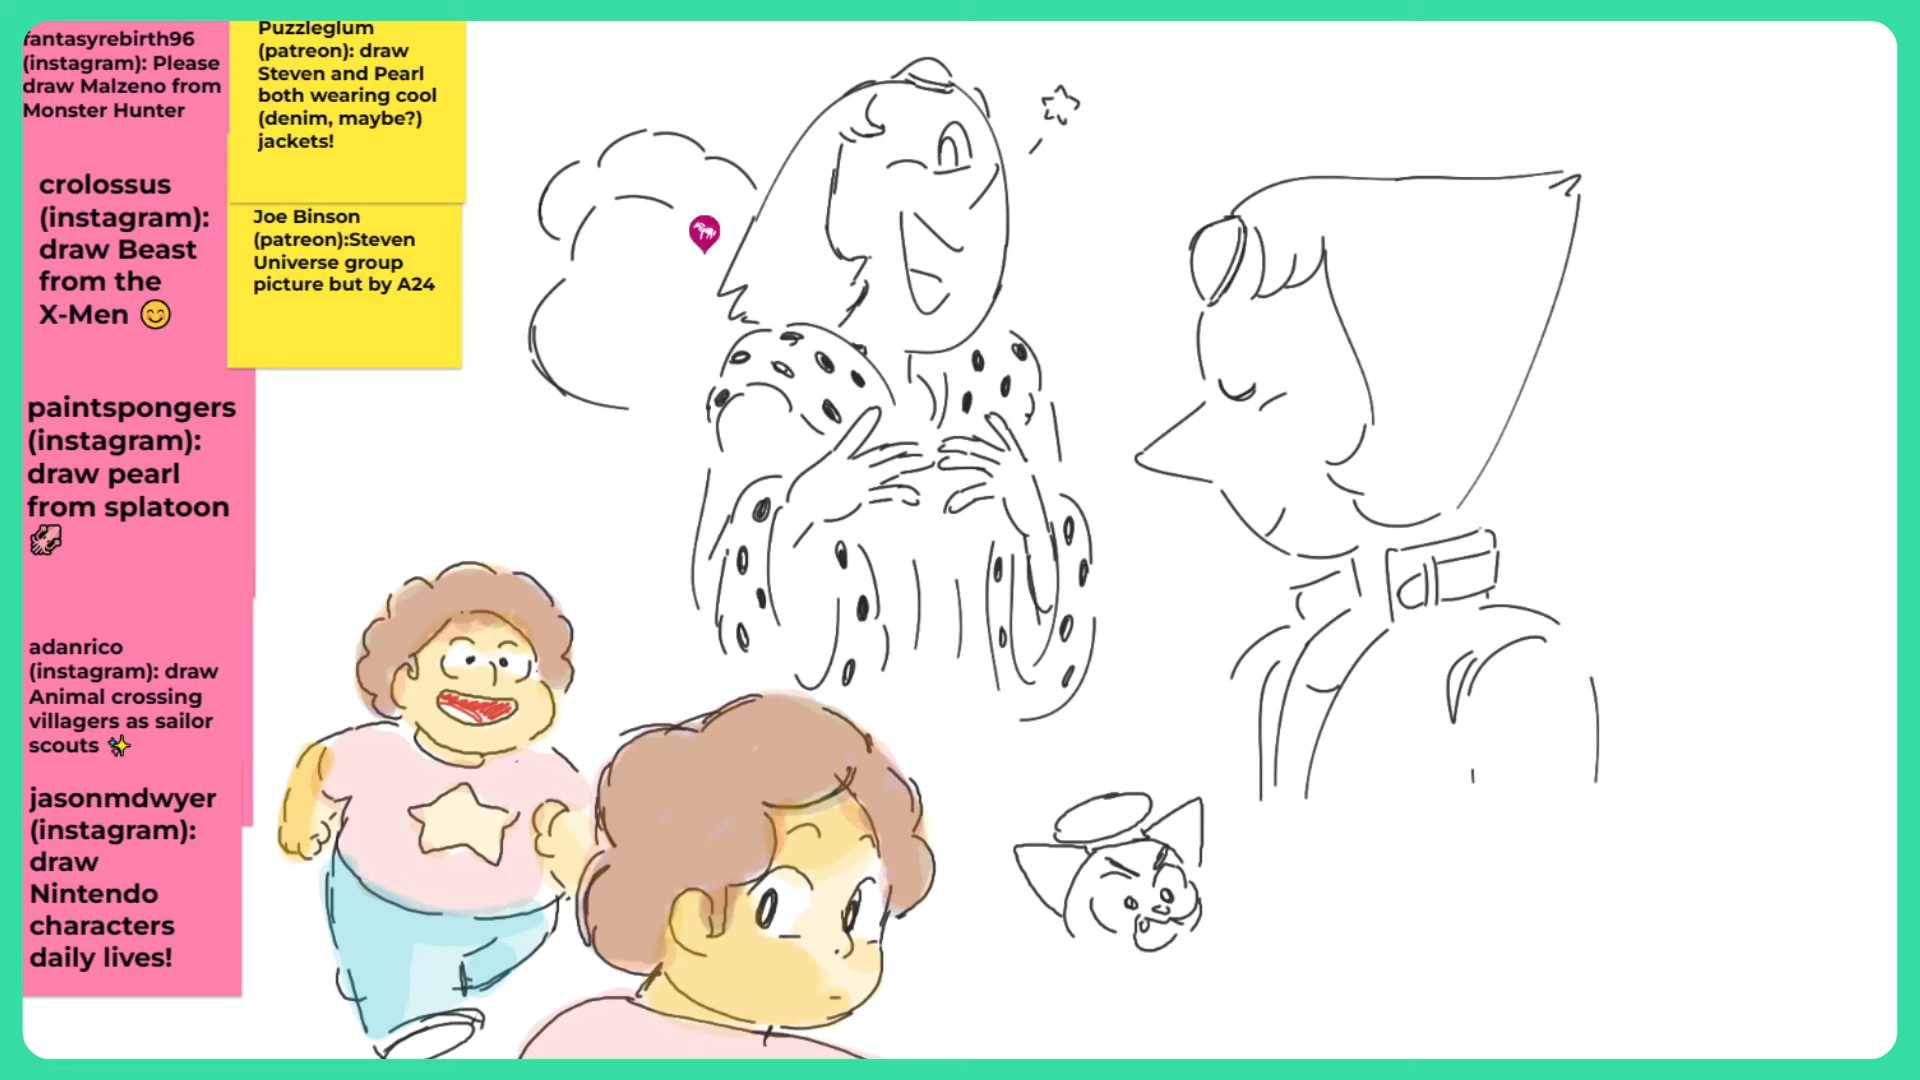 fantasyrebirth96
(instagram): Please
draw Malzeno from
Monster Hunter
crolossus
(instagram):
draw Beast
from the
X-Men 😊
paintspongers
(instagram):
draw pearl
from splatoon
🦑
adanrico
(instagram): draw
Animal crossing
villagers as sailor
scouts ✨
jasonmdwyer
(instagram):
draw
Nintendo
characters
daily lives!
Puzzleglum
(patreon): draw
Steven and Pearl
both wearing cool
(denim, maybe?)
jackets!
Joe Binson
(patreon):Steven
Universe group
picture but by A24